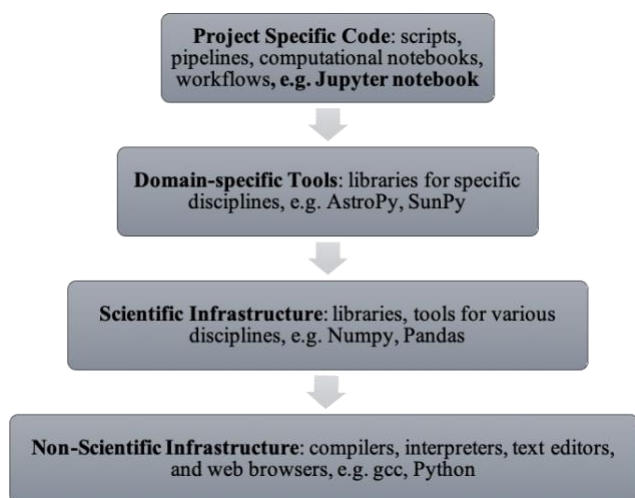 Project Specific Code: scripts,
pipelines, computational notebooks,
workflows, e.g. Jupyter notebook
Domain-specific Tools: libraries for specific
disciplines, e.g. AstroPy, SunPy
Scientific Infrastructure: libraries, tools for various
disciplines, e.g. Numpy, Pandas
Non-Scientific Infrastructure: compilers, interpreters, text editors,
and web browsers, e.g. gcc, Python